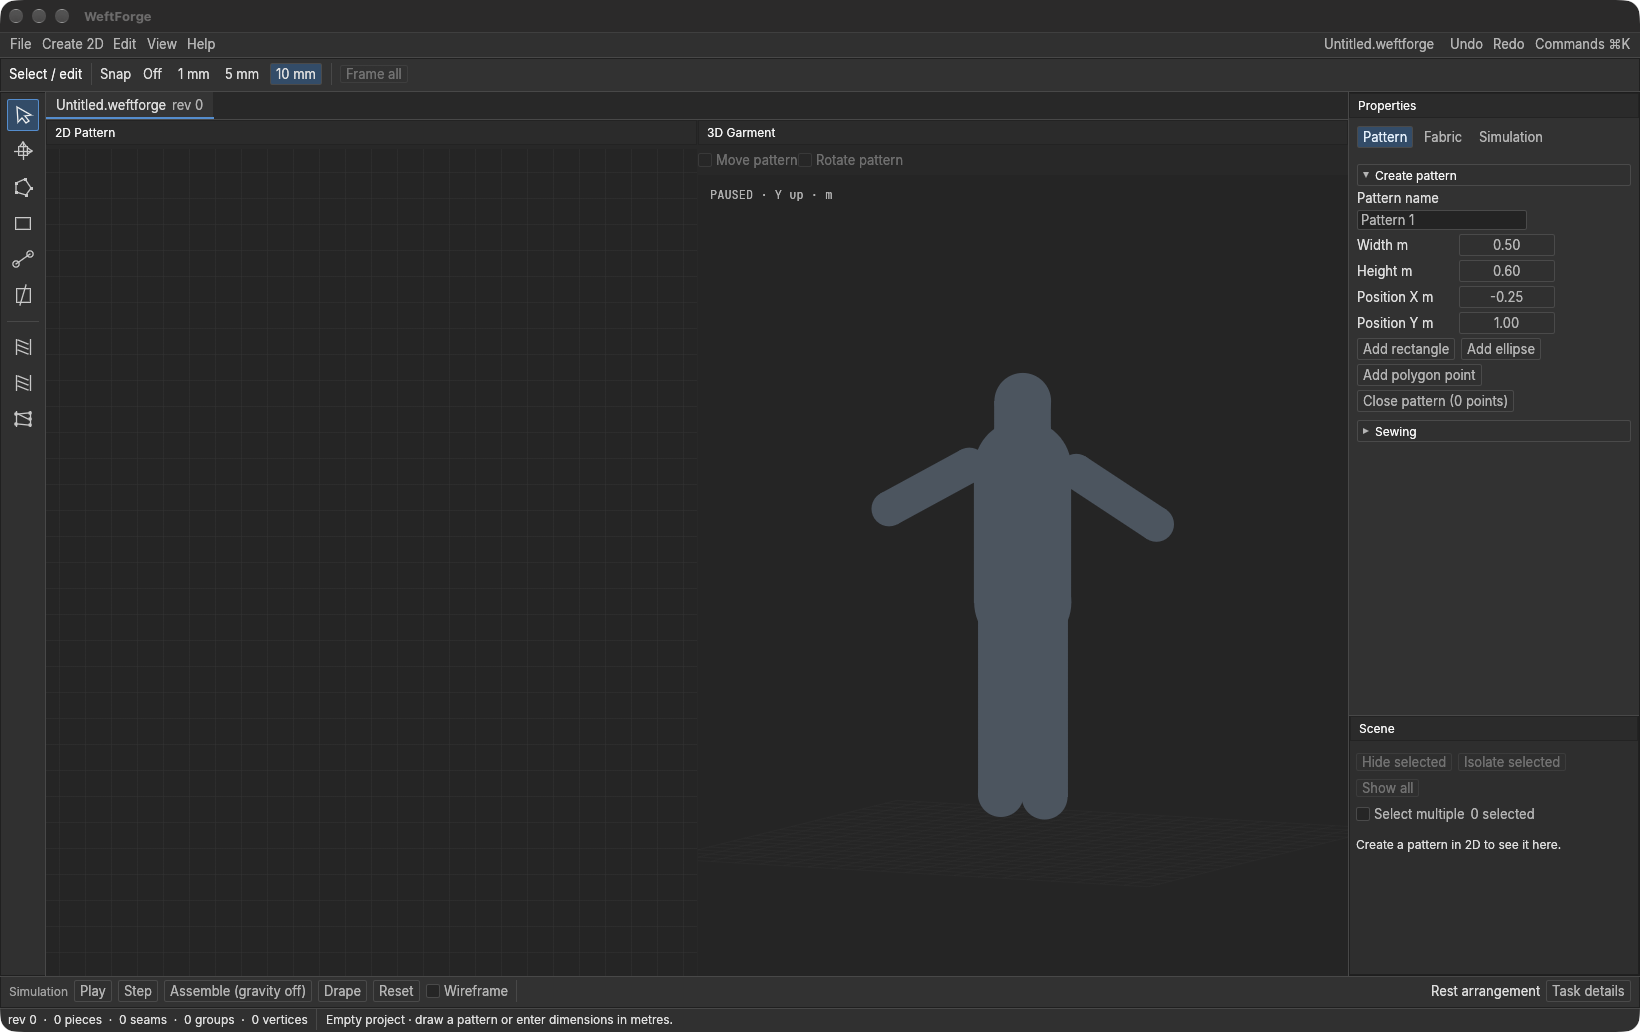 WeftForge
File Create 2D Edit View Help Untitled.weftforge Undo Redo Commands ⌘K
Select / edit Snap Off 1 mm 5 mm 10 mm Frame all
Untitled.weftforge rev 0
2D Pattern
3D Garment
Move pattern Rotate pattern
PAUSED · Y up · m
Properties
Pattern Fabric Simulation
Create pattern
Pattern name
Pattern 1
Width m 0.50
Height m 0.60
Position X m -0.25
Position Y m 1.00
Add rectangle Add ellipse
Add polygon point
Close pattern (0 points)
Sewing
Scene
Hide selected Isolate selected
Show all
Select multiple 0 selected
Create a pattern in 2D to see it here.
Simulation Play Step Assemble (gravity off) Drape Reset Wireframe Rest arrangement Task details
rev 0 · 0 pieces · 0 seams · 0 groups · 0 vertices Empty project · draw a pattern or enter dimensions in metres.